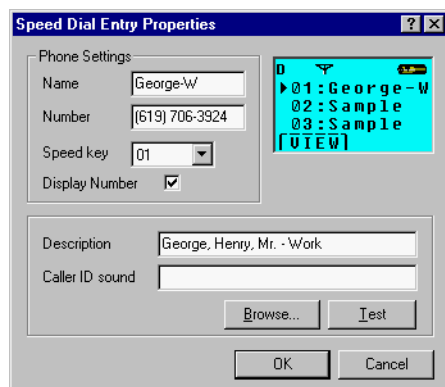 Speed Dial Entry Properties
Phone Settings
Name George-W
Number (619) 706-3924
Speed key 01
Display Number
D
01:George-W
02:Sample
03:Sample
VIEW
Description George, Henry, Mr. - Work
Caller ID sound
Browse... Test
OK Cancel